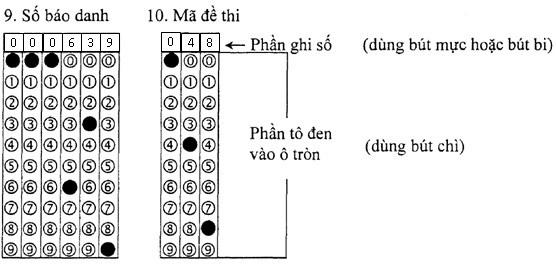 9. Số báo danh 10. Mã đề thi
0 0 0 6 3 9 0 4 8 ← Phần ghi số (dùng bút mực hoặc bút bi)
● ● ● ⓪ ⓪ ⓪ ● ⓪ ⓪
① ① ① ① ① ① ① ① ①
② ② ② ② ② ② ② ② ②
③ ③ ③ ③ ● ③ ③ ③ ③
Phần tô đen
vào ô tròn
(dùng bút chì)
④ ④ ④ ④ ④ ④ ④ ● ④
⑤ ⑤ ⑤ ⑤ ⑤ ⑤ ⑤ ⑤ ⑤
⑥ ⑥ ⑥ ● ⑥ ⑥ ⑥ ⑥ ⑥
⑦ ⑦ ⑦ ⑦ ⑦ ⑦ ⑦ ⑦ ⑦
⑧ ⑧ ⑧ ⑧ ⑧ ⑧ ⑧ ⑧ ●
⑨ ⑨ ⑨ ⑨ ⑨ ● ⑨ ⑨ ⑨